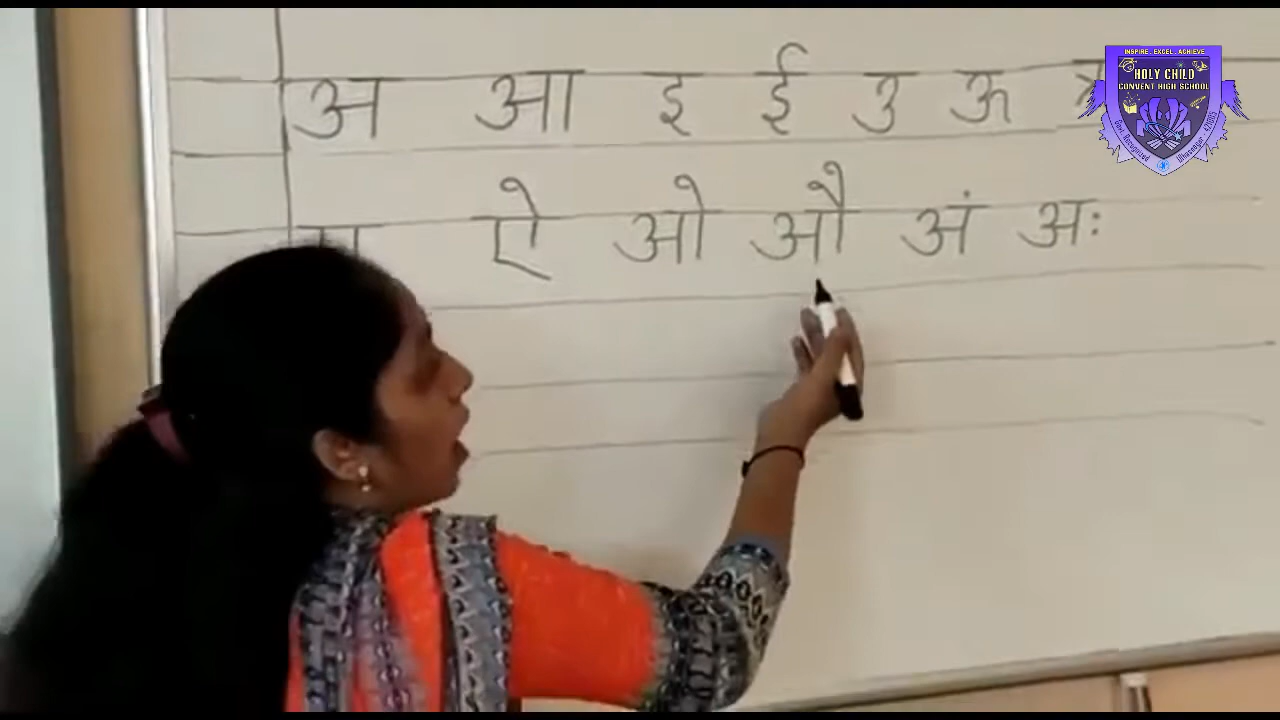 अ आ इ ई उ ऊ
ऐ ओ औ अं अः
INSPIRE. EXCEL. ACHIEVE.
HOLY CHILD
CONVENT HIGH SCHOOL